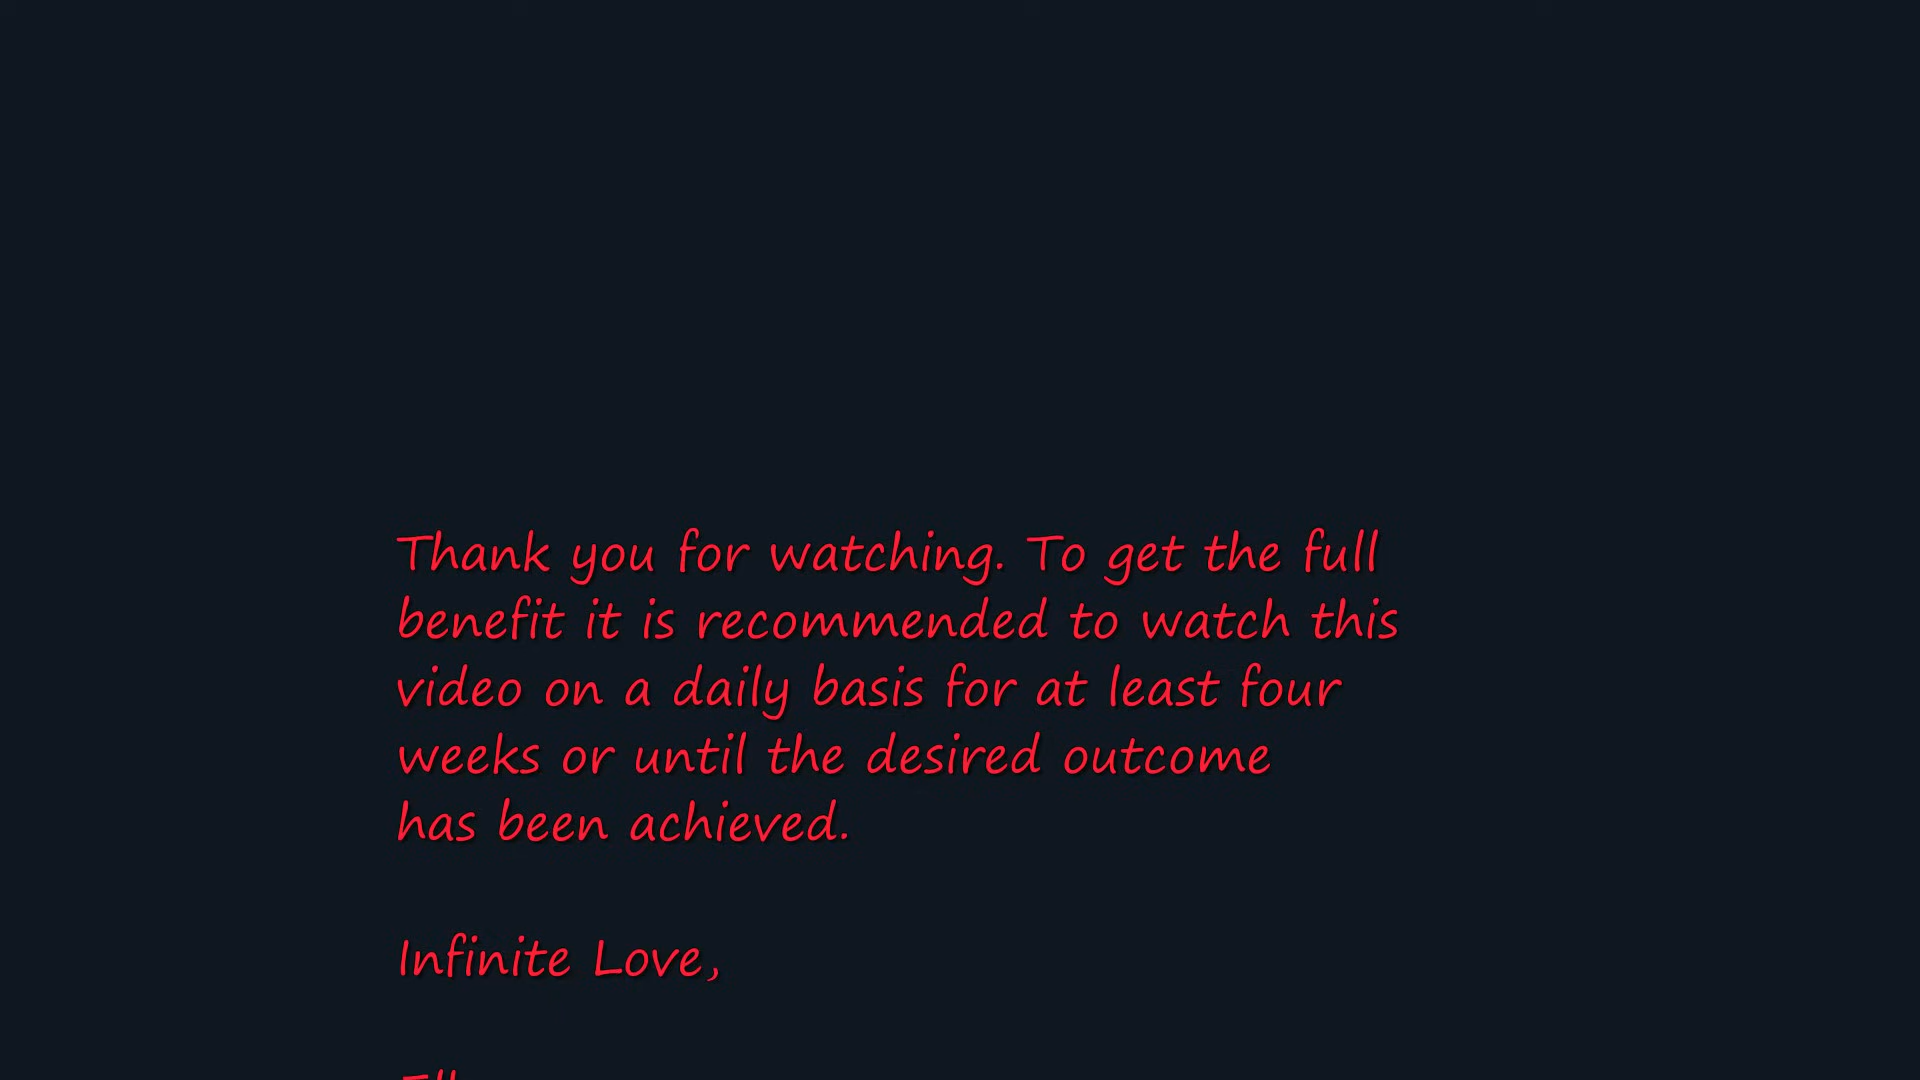 Thank you for watching. To get the full
benefit it is recommended to watch this
video on a daily basis for at least four
weeks or until the desired outcome
has been achieved.
Infinite Love,